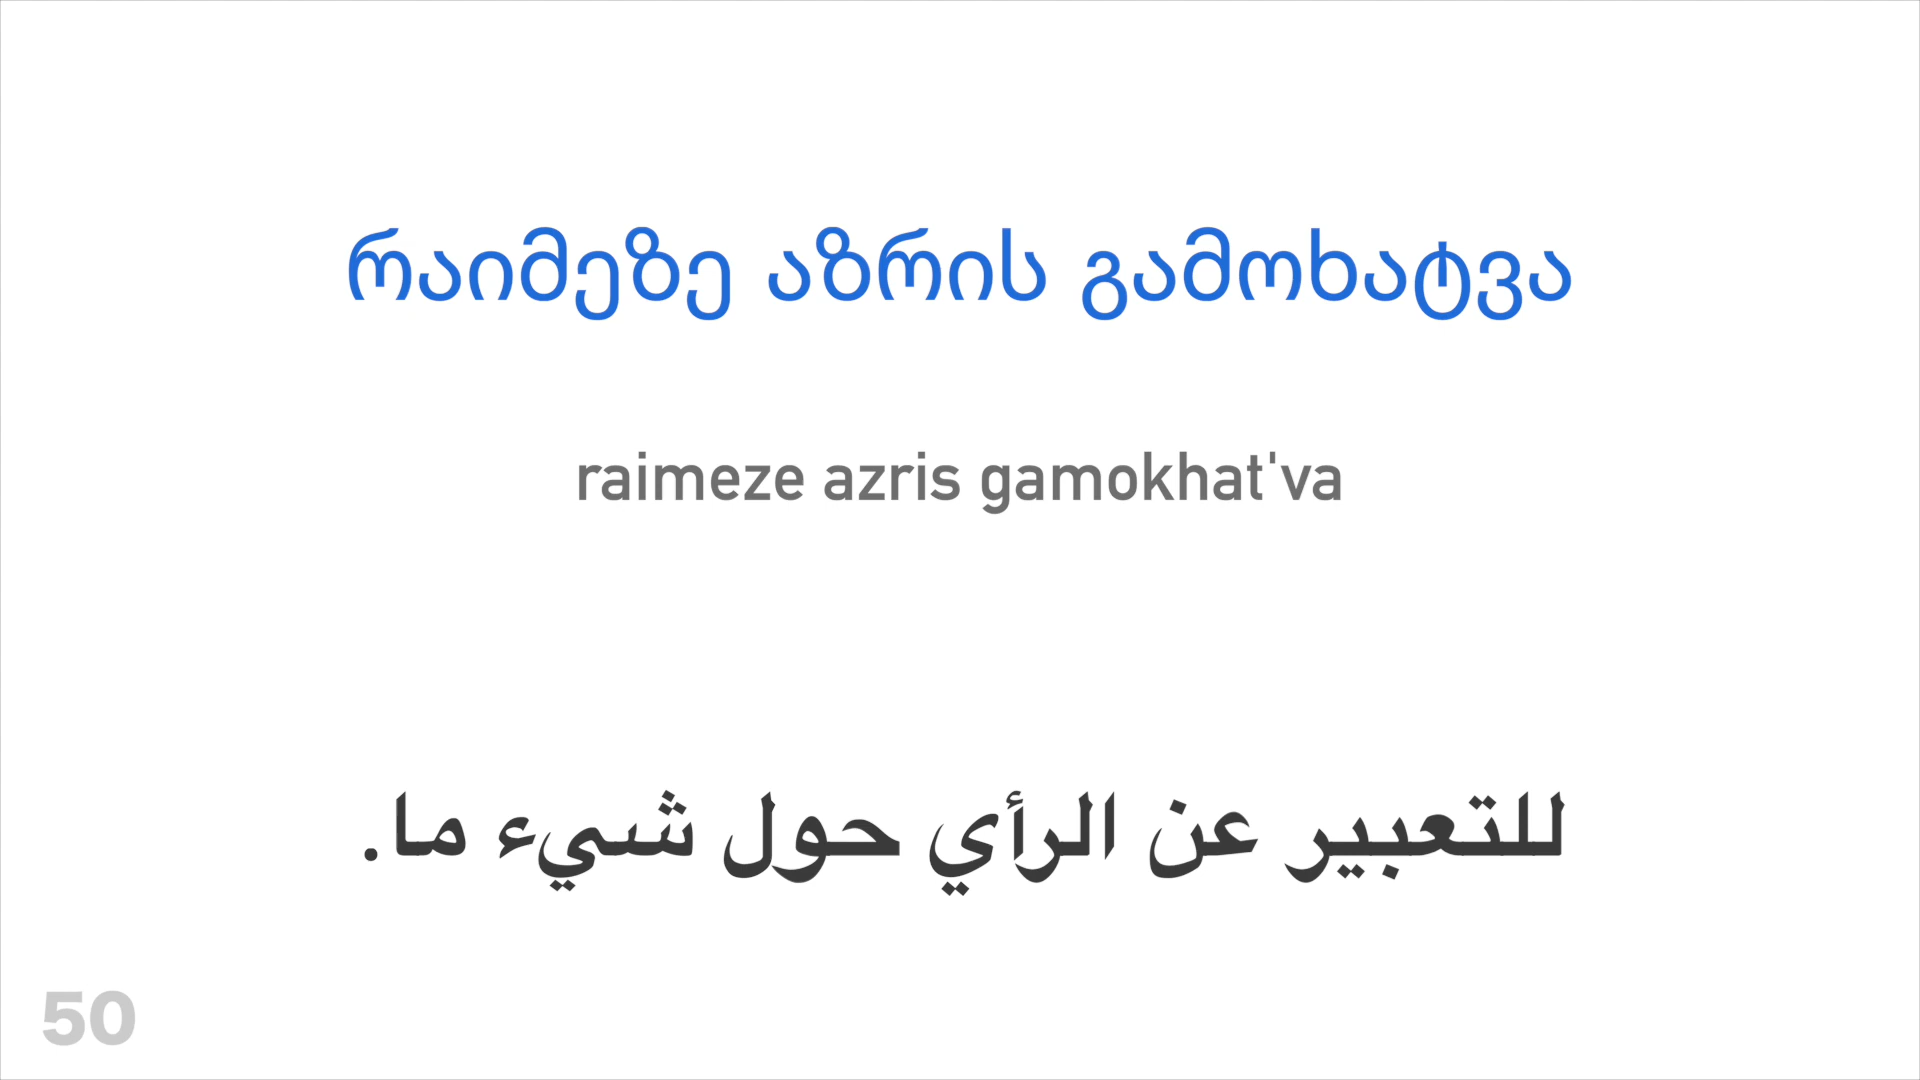 რაიმეზე აზრის გამოხატვა
raimeze azris gamokhat'va
للتعبير عن الرأي حول شيء ما.
50